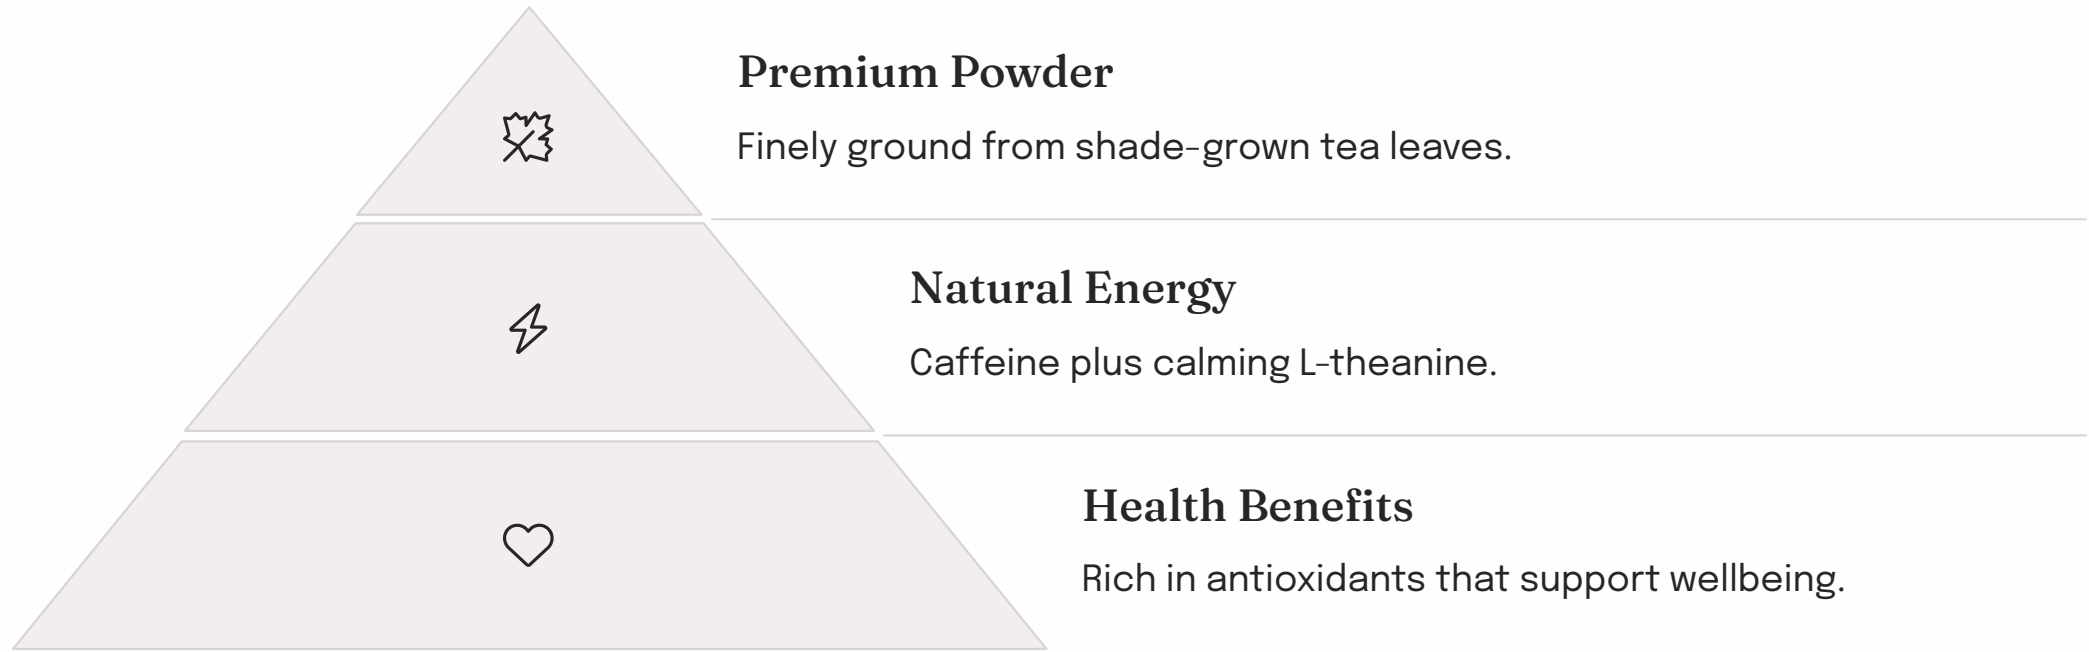 Premium Powder
Finely ground from shade-grown tea leaves.
Natural Energy
Caffeine plus calming L-theanine.
Health Benefits
Rich in antioxidants that support wellbeing.